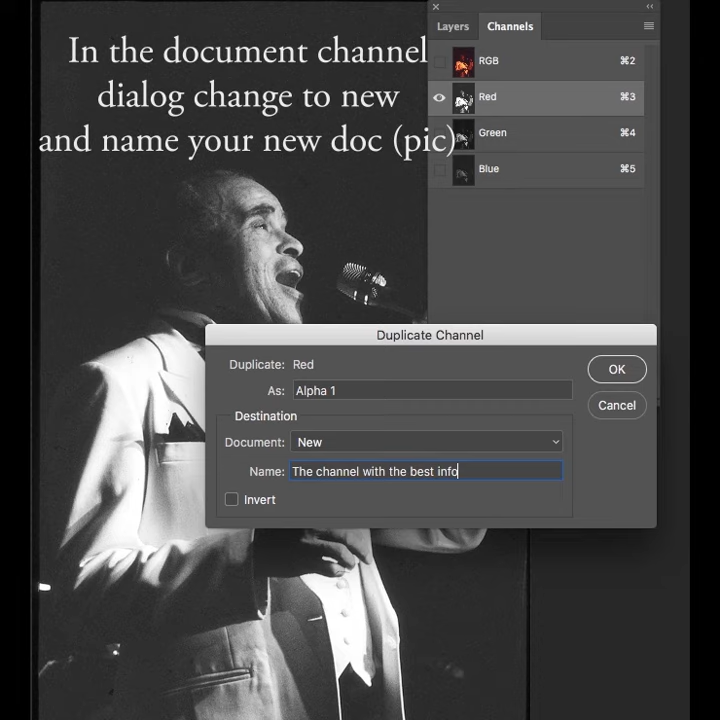 In the document channel
dialog change to new
and name your new doc (pic)
Layers Channels
RGB ⌘2
Red ⌘3
Green ⌘4
Blue ⌘5
Duplicate Channel
Duplicate: Red
As: Alpha 1
Destination
Document: New
Name: The channel with the best info
Invert
OK
Cancel